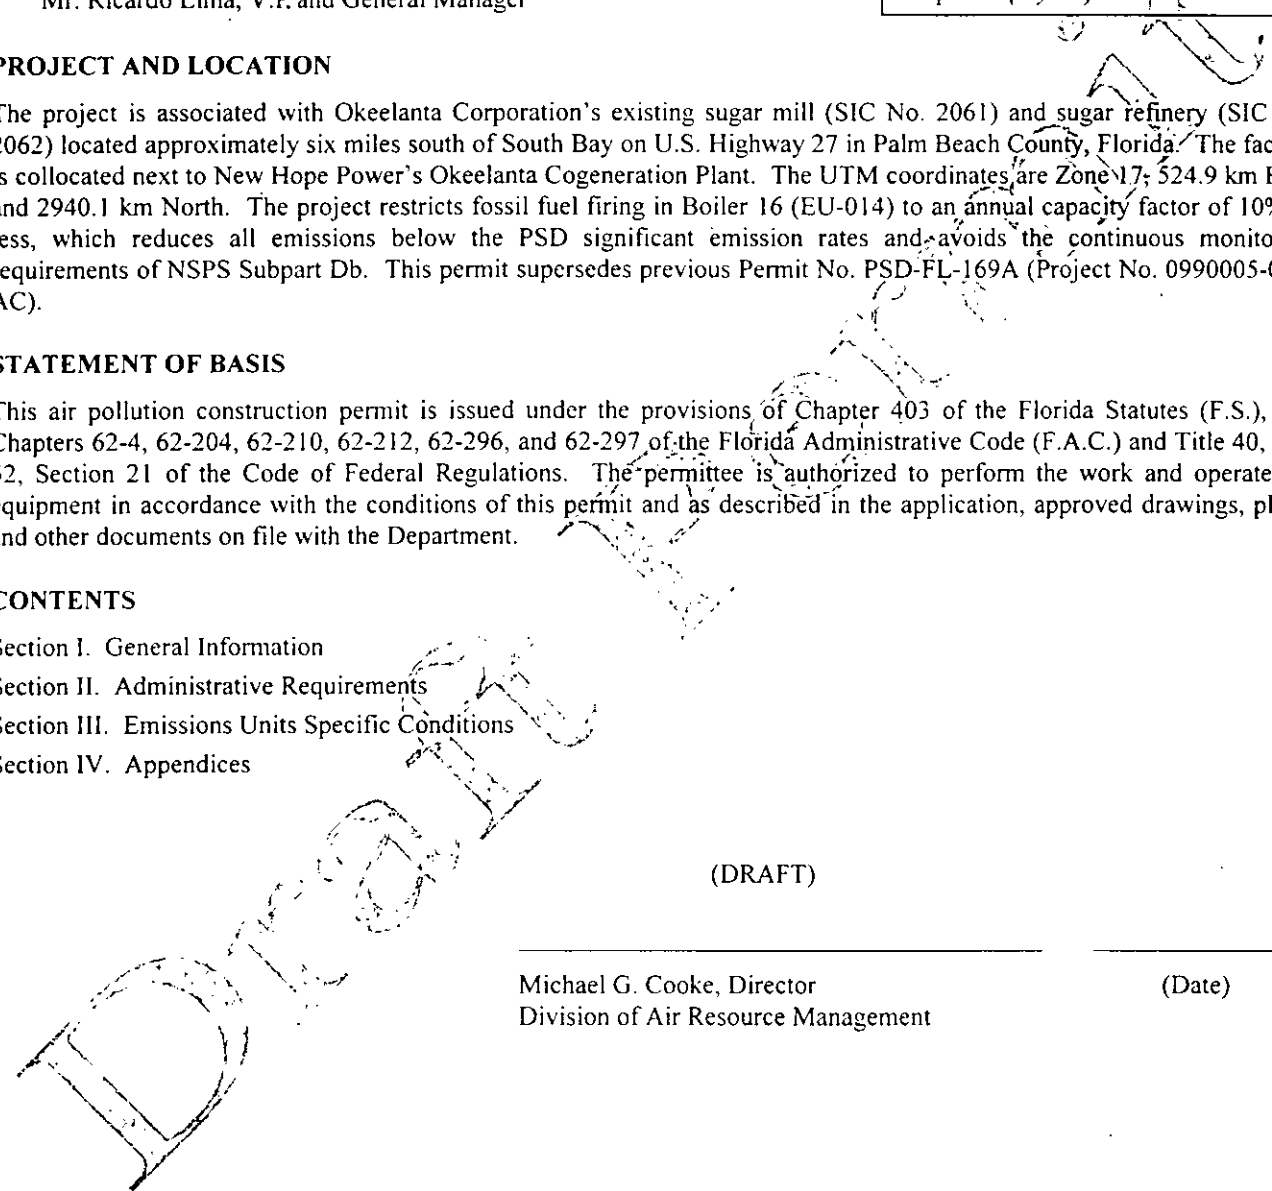 Mr. Ricardo Lima, V.P. and General Manager
PROJECT AND LOCATION
The project is associated with Okeelanta Corporation's existing sugar mill (SIC No. 2061) and sugar refinery (SIC
2062) located approximately six miles south of South Bay on U.S. Highway 27 in Palm Beach County, Florida. The fac
is collocated next to New Hope Power's Okeelanta Cogeneration Plant. The UTM coordinates are Zone 17, 524.9 km E
and 2940.1 km North. The project restricts fossil fuel firing in Boiler 16 (EU-014) to an annual capacity factor of 10%
less, which reduces all emissions below the PSD significant emission rates and avoids the continuous monito
requirements of NSPS Subpart Db. This permit supersedes previous Permit No. PSD-FL-169A (Project No. 0990005-0
AC).
STATEMENT OF BASIS
This air pollution construction permit is issued under the provisions of Chapter 403 of the Florida Statutes (F.S.),
Chapters 62-4, 62-204, 62-210, 62-212, 62-296, and 62-297 of the Florida Administrative Code (F.A.C.) and Title 40,
52, Section 21 of the Code of Federal Regulations. The permittee is authorized to perform the work and operate
equipment in accordance with the conditions of this permit and as described in the application, approved drawings, pl
and other documents on file with the Department.
CONTENTS
Section I. General Information
Section II. Administrative Requirements
Section III. Emissions Units Specific Conditions
Section IV. Appendices
Draft
(DRAFT)
Michael G. Cooke, Director (Date)
Division of Air Resource Management